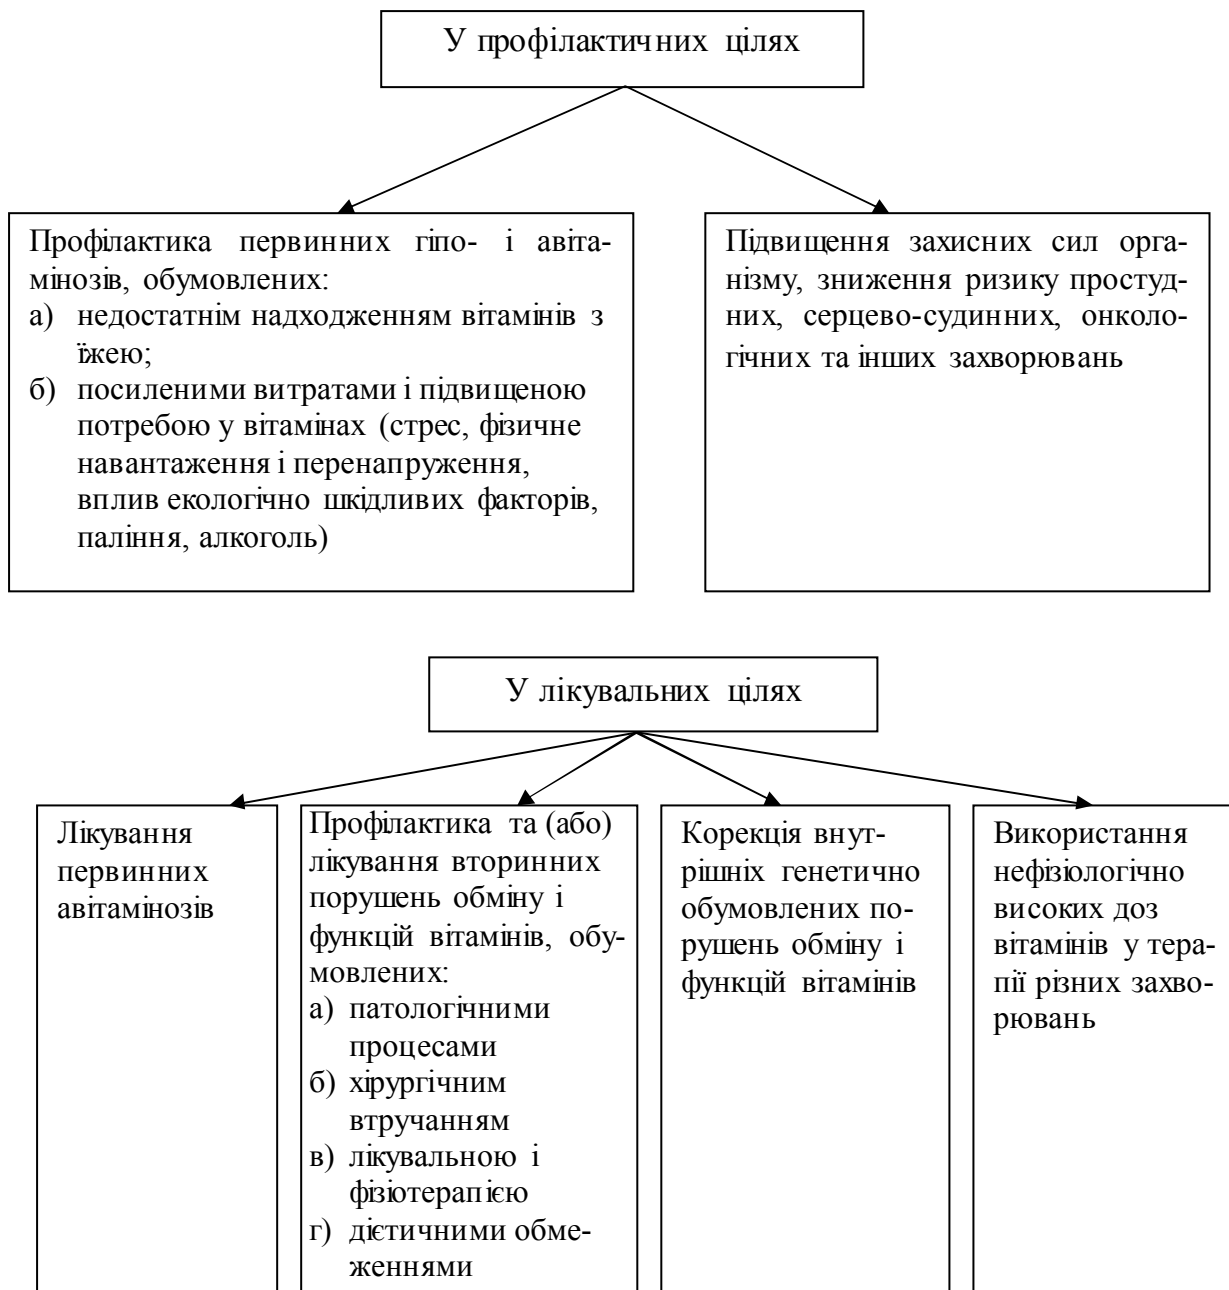 У профілактичних цілях
Профілактика первинних гіпо- і авіта-
мінозів, обумовлених:
а) недостатнім надходженням вітамінів з
їжею;
б) посиленими витратами і підвищеною
потребою у вітамінах (стрес, фізичне
навантаження і перенапруження,
вплив екологічно шкідливих факторів,
паління, алкоголь)
Підвищення захисних сил орга-
нізму, зниження ризику простуд-
них, серцево-судинних, онколо-
гічних та інших захворювань
У лікувальних цілях
Лікування
первинних
авітамінозів
Профілактика та (або)
лікування вторинних
порушень обміну і
функцій вітамінів, обу-
мовлених:
а) патологічними
процесами
б) хірургічним
втручанням
в) лікувальною і
фізіотерапією
г) дієтичними обме-
женнями
Корекція внут-
рішніх генетично
обумовлених по-
рушень обміну і
функцій вітамінів
Використання
нефізіологічно
високих доз
вітамінів у тера-
пії різних захво-
рювань